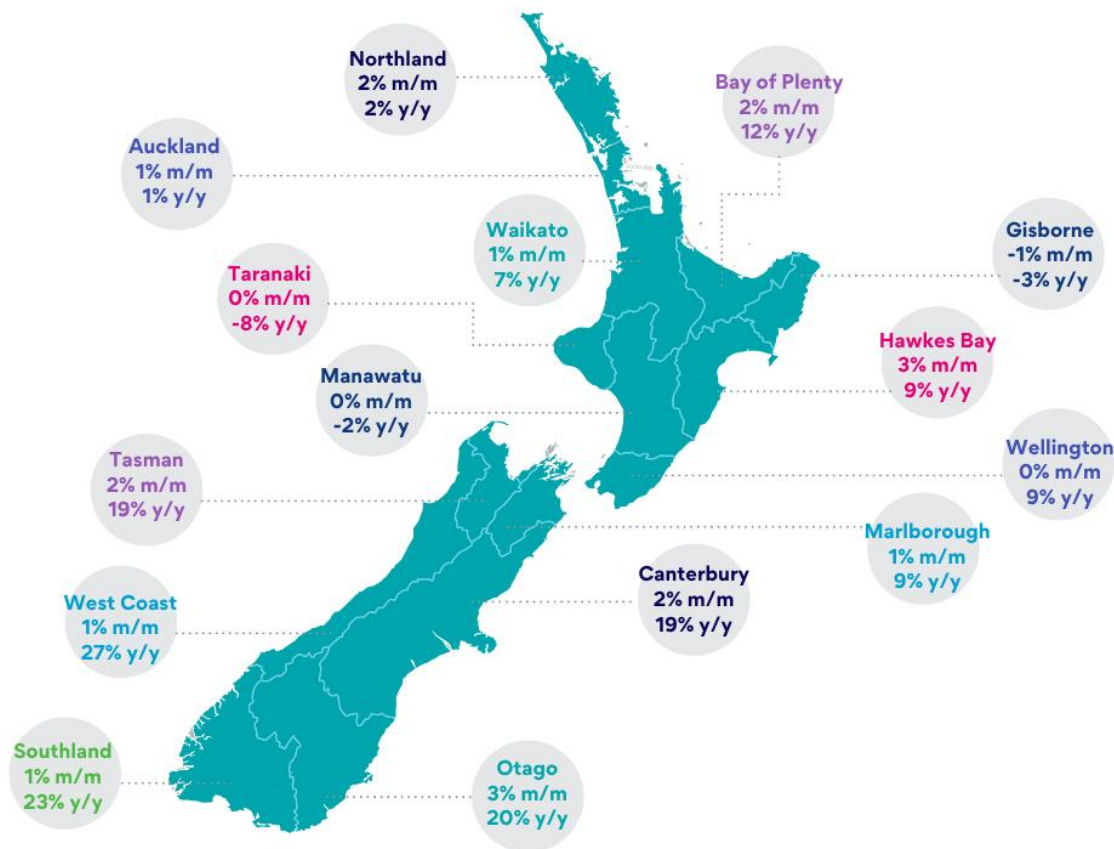 Northland
2% m/m
2% y/y
Bay of Plenty
2% m/m
12% y/y
Auckland
1% m/m
1% y/y
Waikato
1% m/m
7% y/y
Gisborne
-1% m/m
-3% y/y
Taranaki
0% m/m
-8% y/y
Hawkes Bay
3% m/m
9% y/y
Manawatu
0% m/m
-2% y/y
Wellington
0% m/m
9% y/y
Tasman
2% m/m
19% y/y
Marlborough
1% m/m
9% y/y
Canterbury
2% m/m
19% y/y
West Coast
1% m/m
27% y/y
Southland
1% m/m
23% y/y
Otago
3% m/m
20% y/y